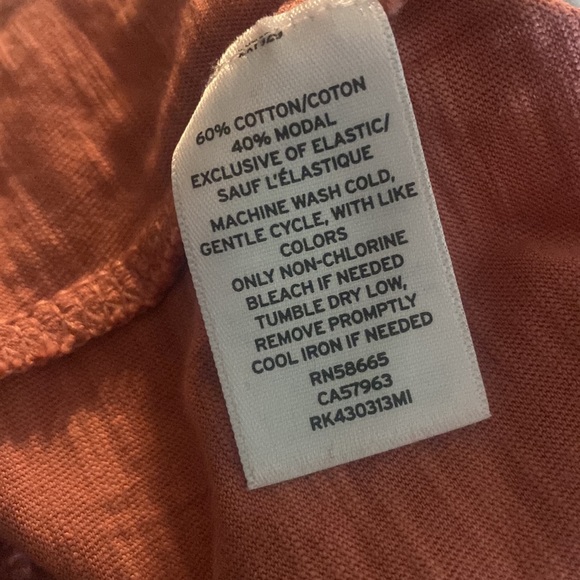 60% COTTON/COTON
40% MODAL
EXCLUSIVE OF ELASTIC/
SAUF L'ÉLASTIQUE
MACHINE WASH COLD,
GENTLE CYCLE, WITH LIKE
COLORS
ONLY NON-CHLORINE
BLEACH IF NEEDED
TUMBLE DRY LOW,
REMOVE PROMPTLY
COOL IRON IF NEEDED
RN58665
CA57963
RK430313MI